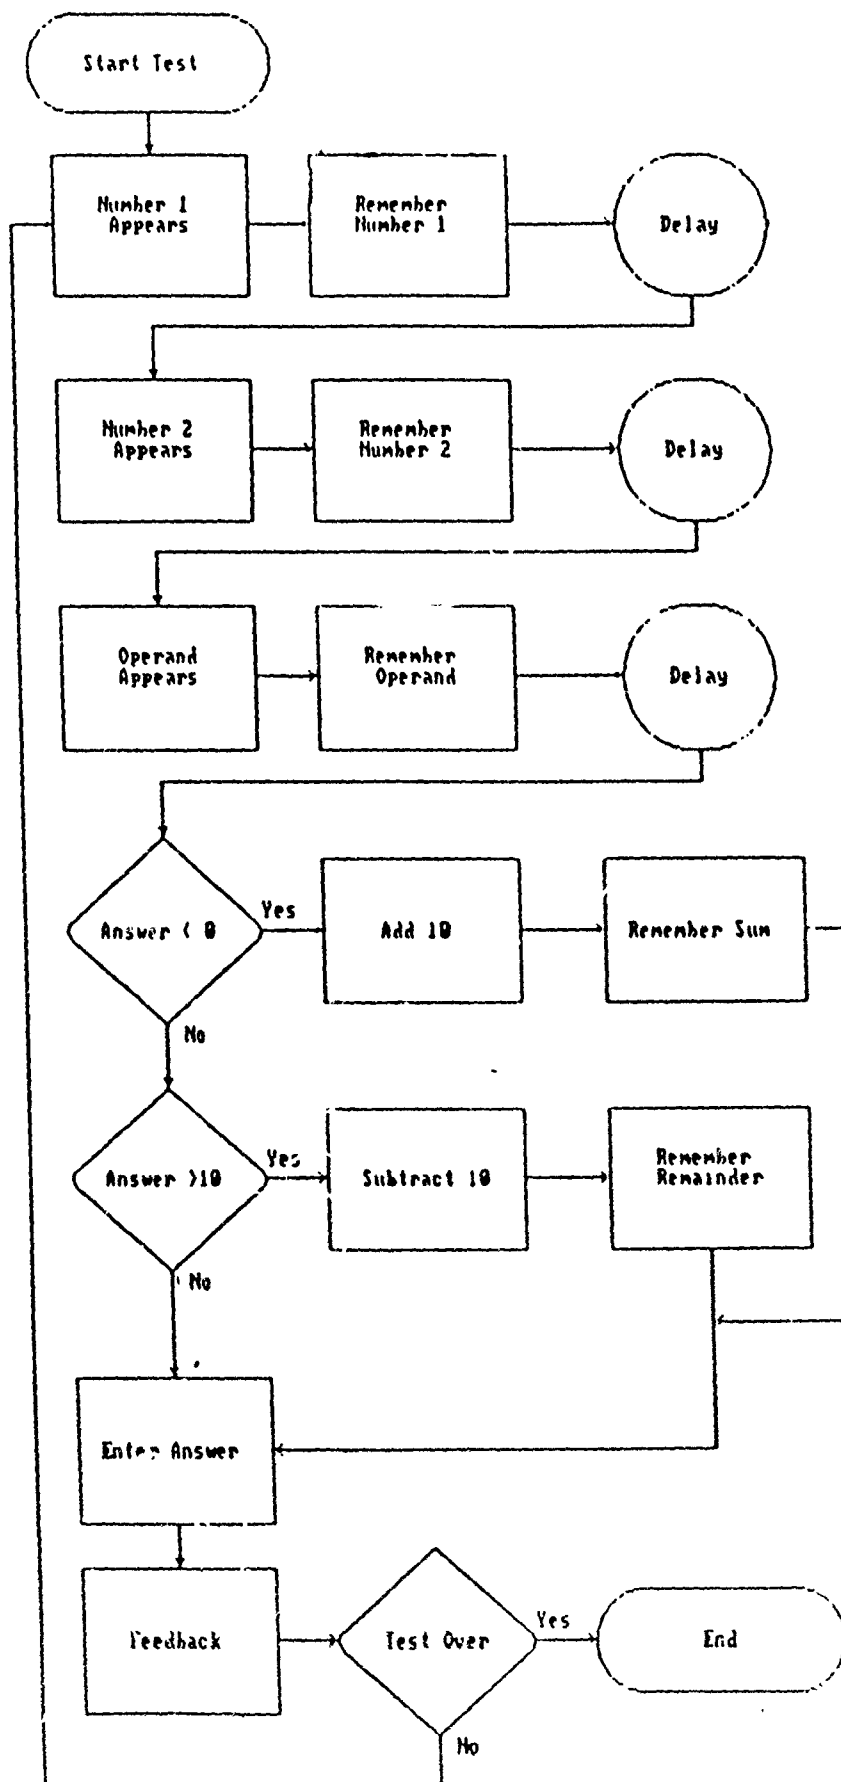 Start Test
Number 1
Appears
Remember
Number 1
Delay
Number 2
Appears
Remember
Number 2
Delay
Operand
Appears
Remember
Operand
Delay
Answer < 0
Yes
Add 10
Remember Sum
No
Answer >10
Yes
Subtract 10
Remember
Remainder
No
Enter Answer
Feedback
Test Over
Yes
End
No